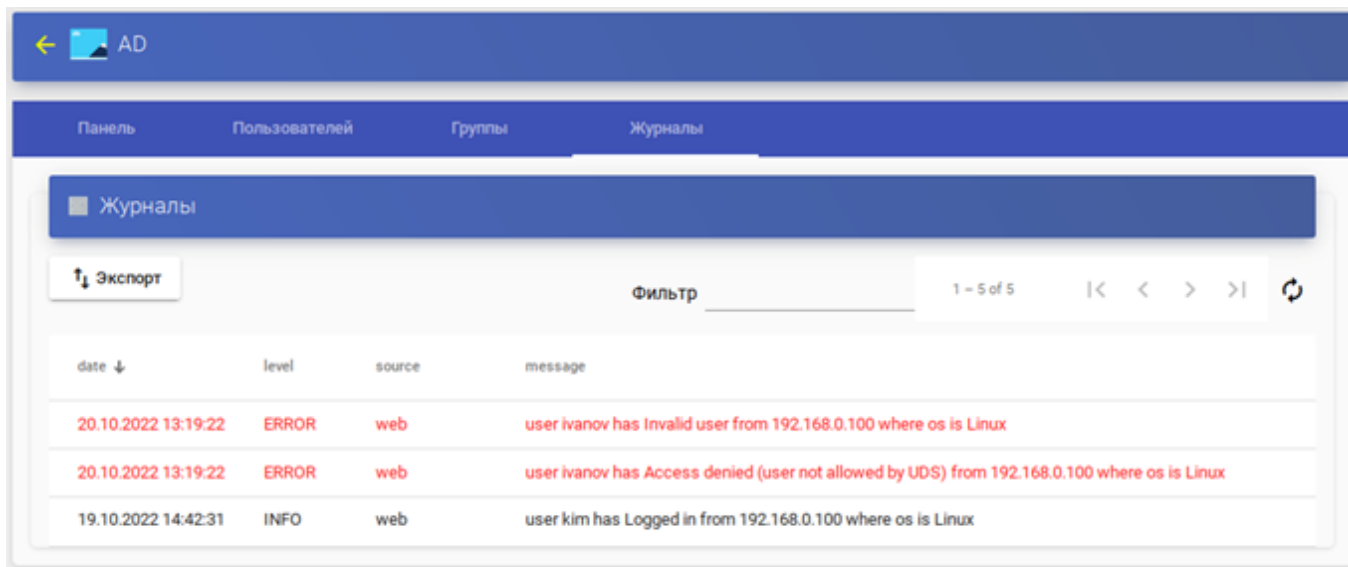 AD
Панель Пользователей Группы Журналы
Журналы
Экспорт
Фильтр
1 – 5 of 5
date level source message
20.10.2022 13:19:22 ERROR web user ivanov has Invalid user from 192.168.0.100 where os is Linux
20.10.2022 13:19:22 ERROR web user ivanov has Access denied (user not allowed by UDS) from 192.168.0.100 where os is Linux
19.10.2022 14:42:31 INFO web user kim has Logged in from 192.168.0.100 where os is Linux